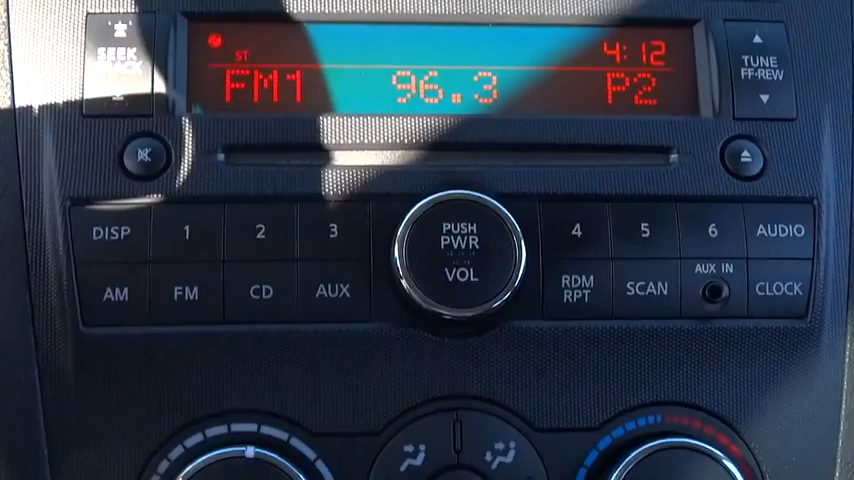 SEEK
TRACK
ST
4:12
FM1 96.3 P2
TUNE
FF·REW
DISP 1 2 3
PUSH
PWR
VOL
4 5 6 AUDIO
AM FM CD AUX
RDM
RPT
SCAN
AUX IN
CLOCK